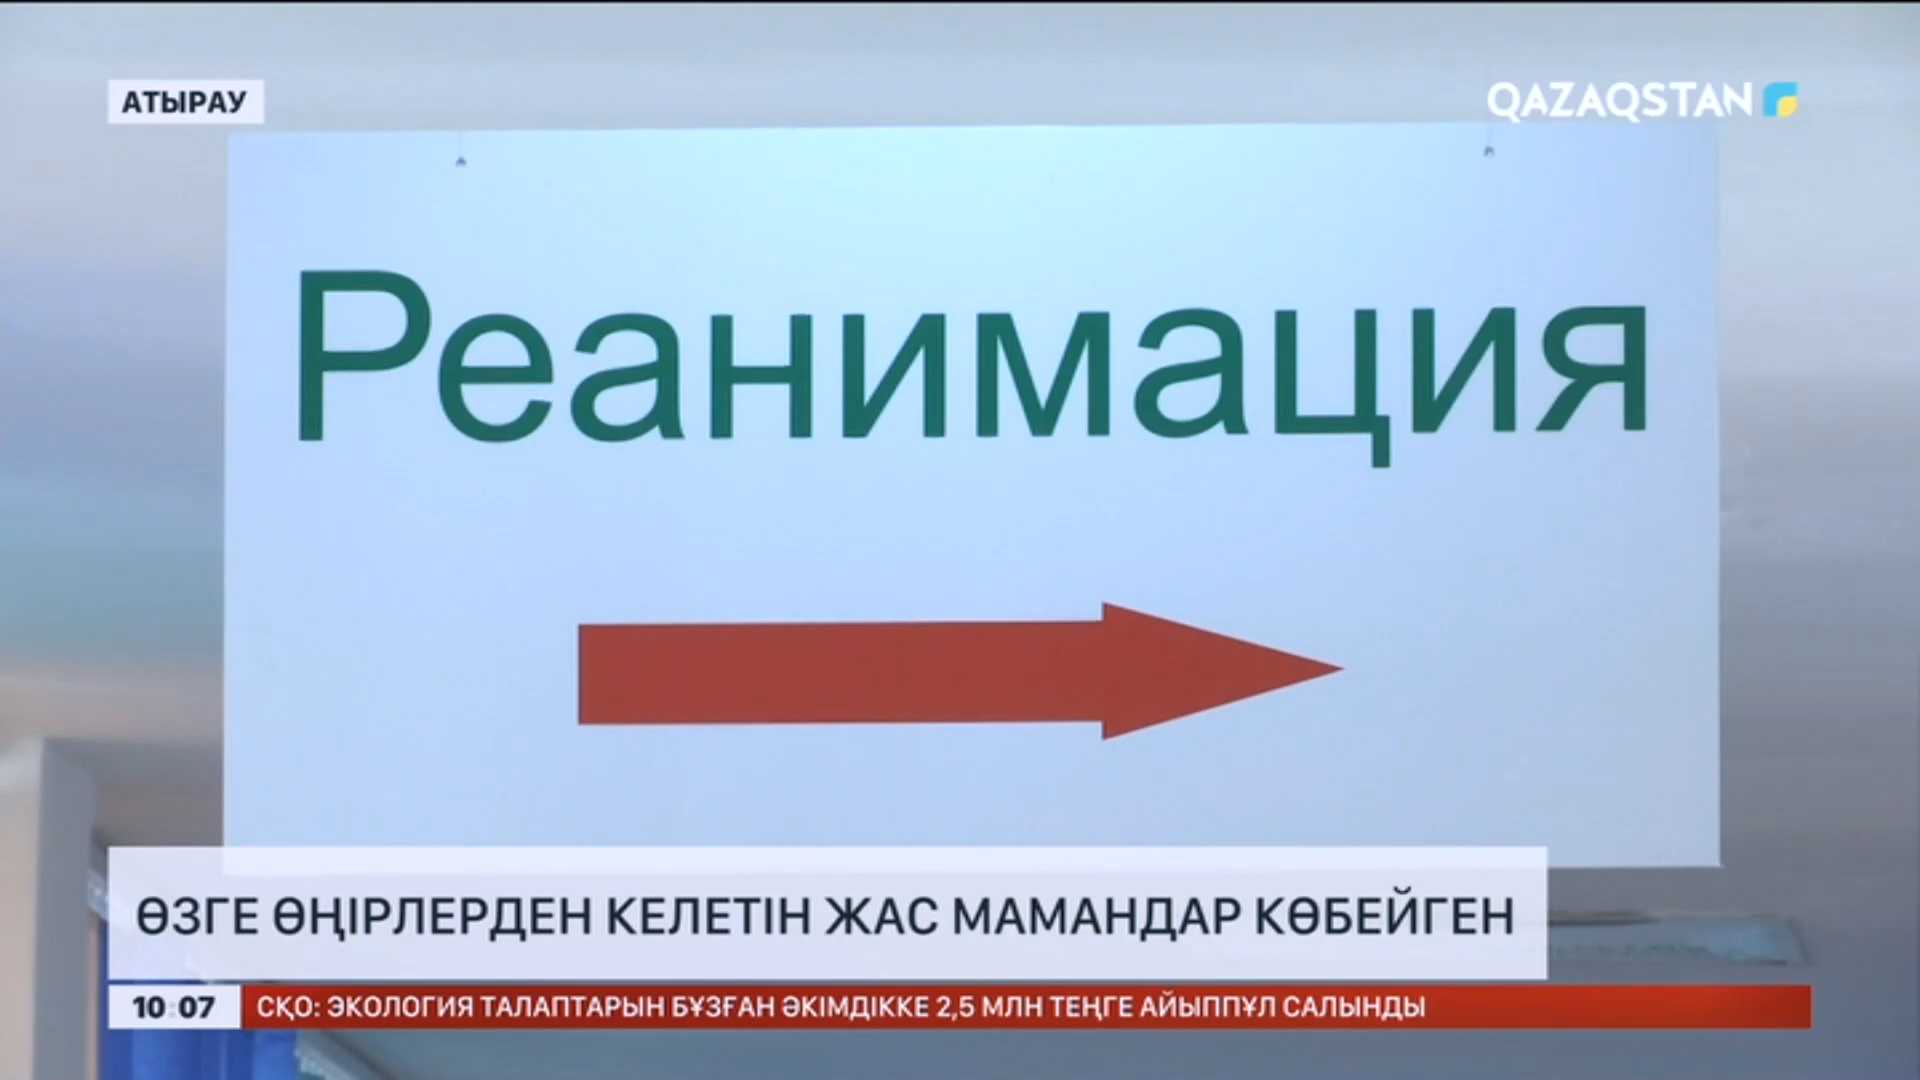 АТЫРАУ
QAZAQSTAN
Реанимация
ӨЗГЕ ӨҢІРЛЕРДЕН КЕЛЕТІН ЖАС МАМАНДАР КӨБЕЙГЕН
10:07 СҚО: ЭКОЛОГИЯ ТАЛАПТАРЫН БҰЗҒАН ӘКІМДІККЕ 2,5 МЛН ТЕҢГЕ АЙЫППҰЛ САЛЫНДЫ